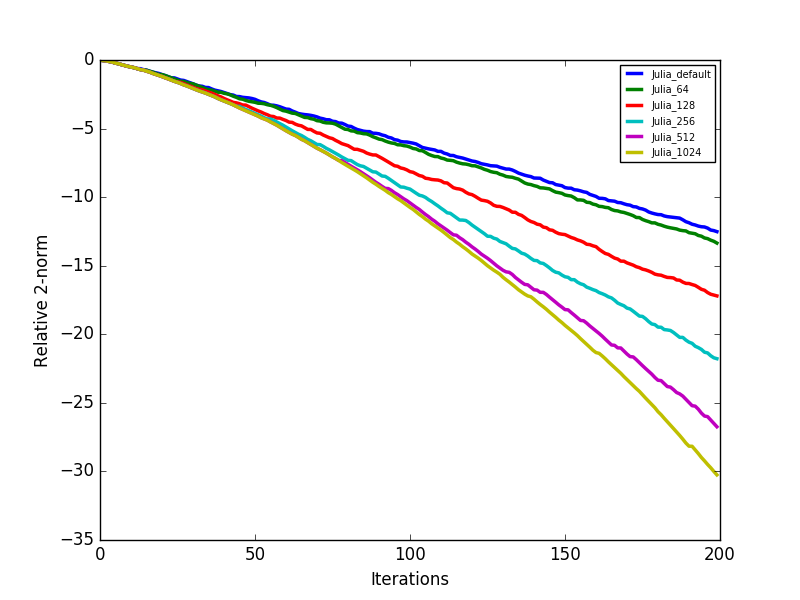 0
−5
−10
−15
−20
−25
−30
−35
Relative 2-norm
0 50 100 150 200
Iterations
Julia_default
Julia_64
Julia_128
Julia_256
Julia_512
Julia_1024